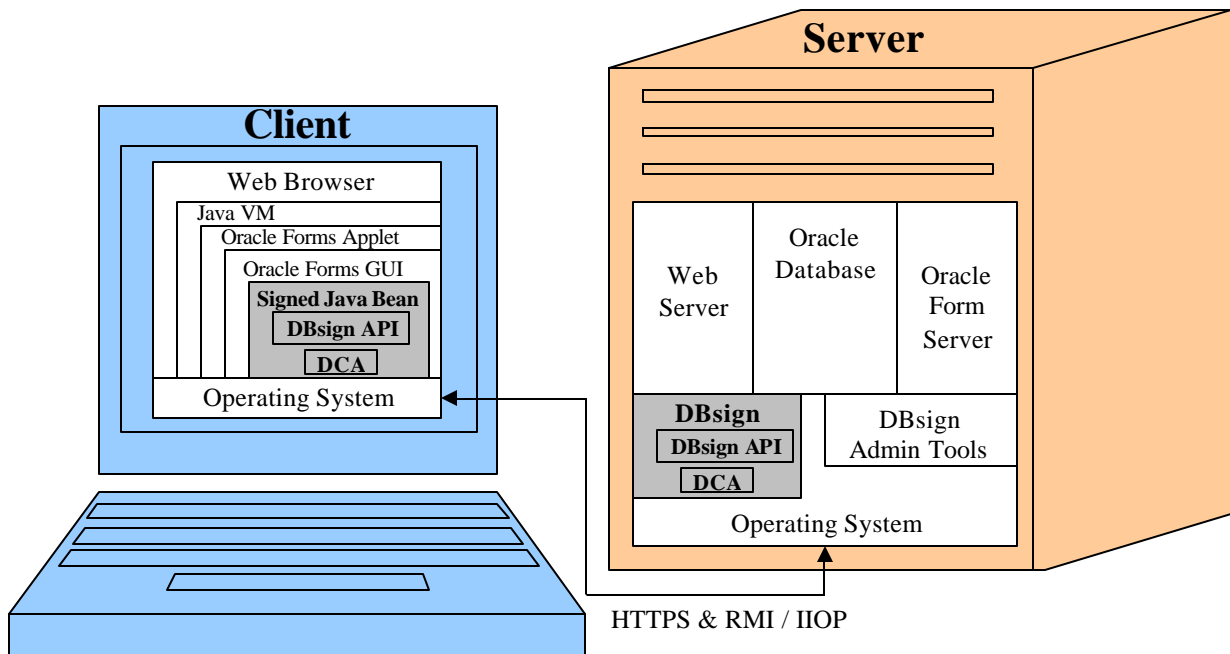 Client
Web Browser
Java VM
Oracle Forms Applet
Oracle Forms GUI
Signed Java Bean
DBsign API
DCA
Operating System
Server
Web
Server
Oracle
Database
Oracle
Form
Server
DBsign
DBsign API
DCA
DBsign
Admin Tools
Operating System
HTTPS & RMI / IIOP